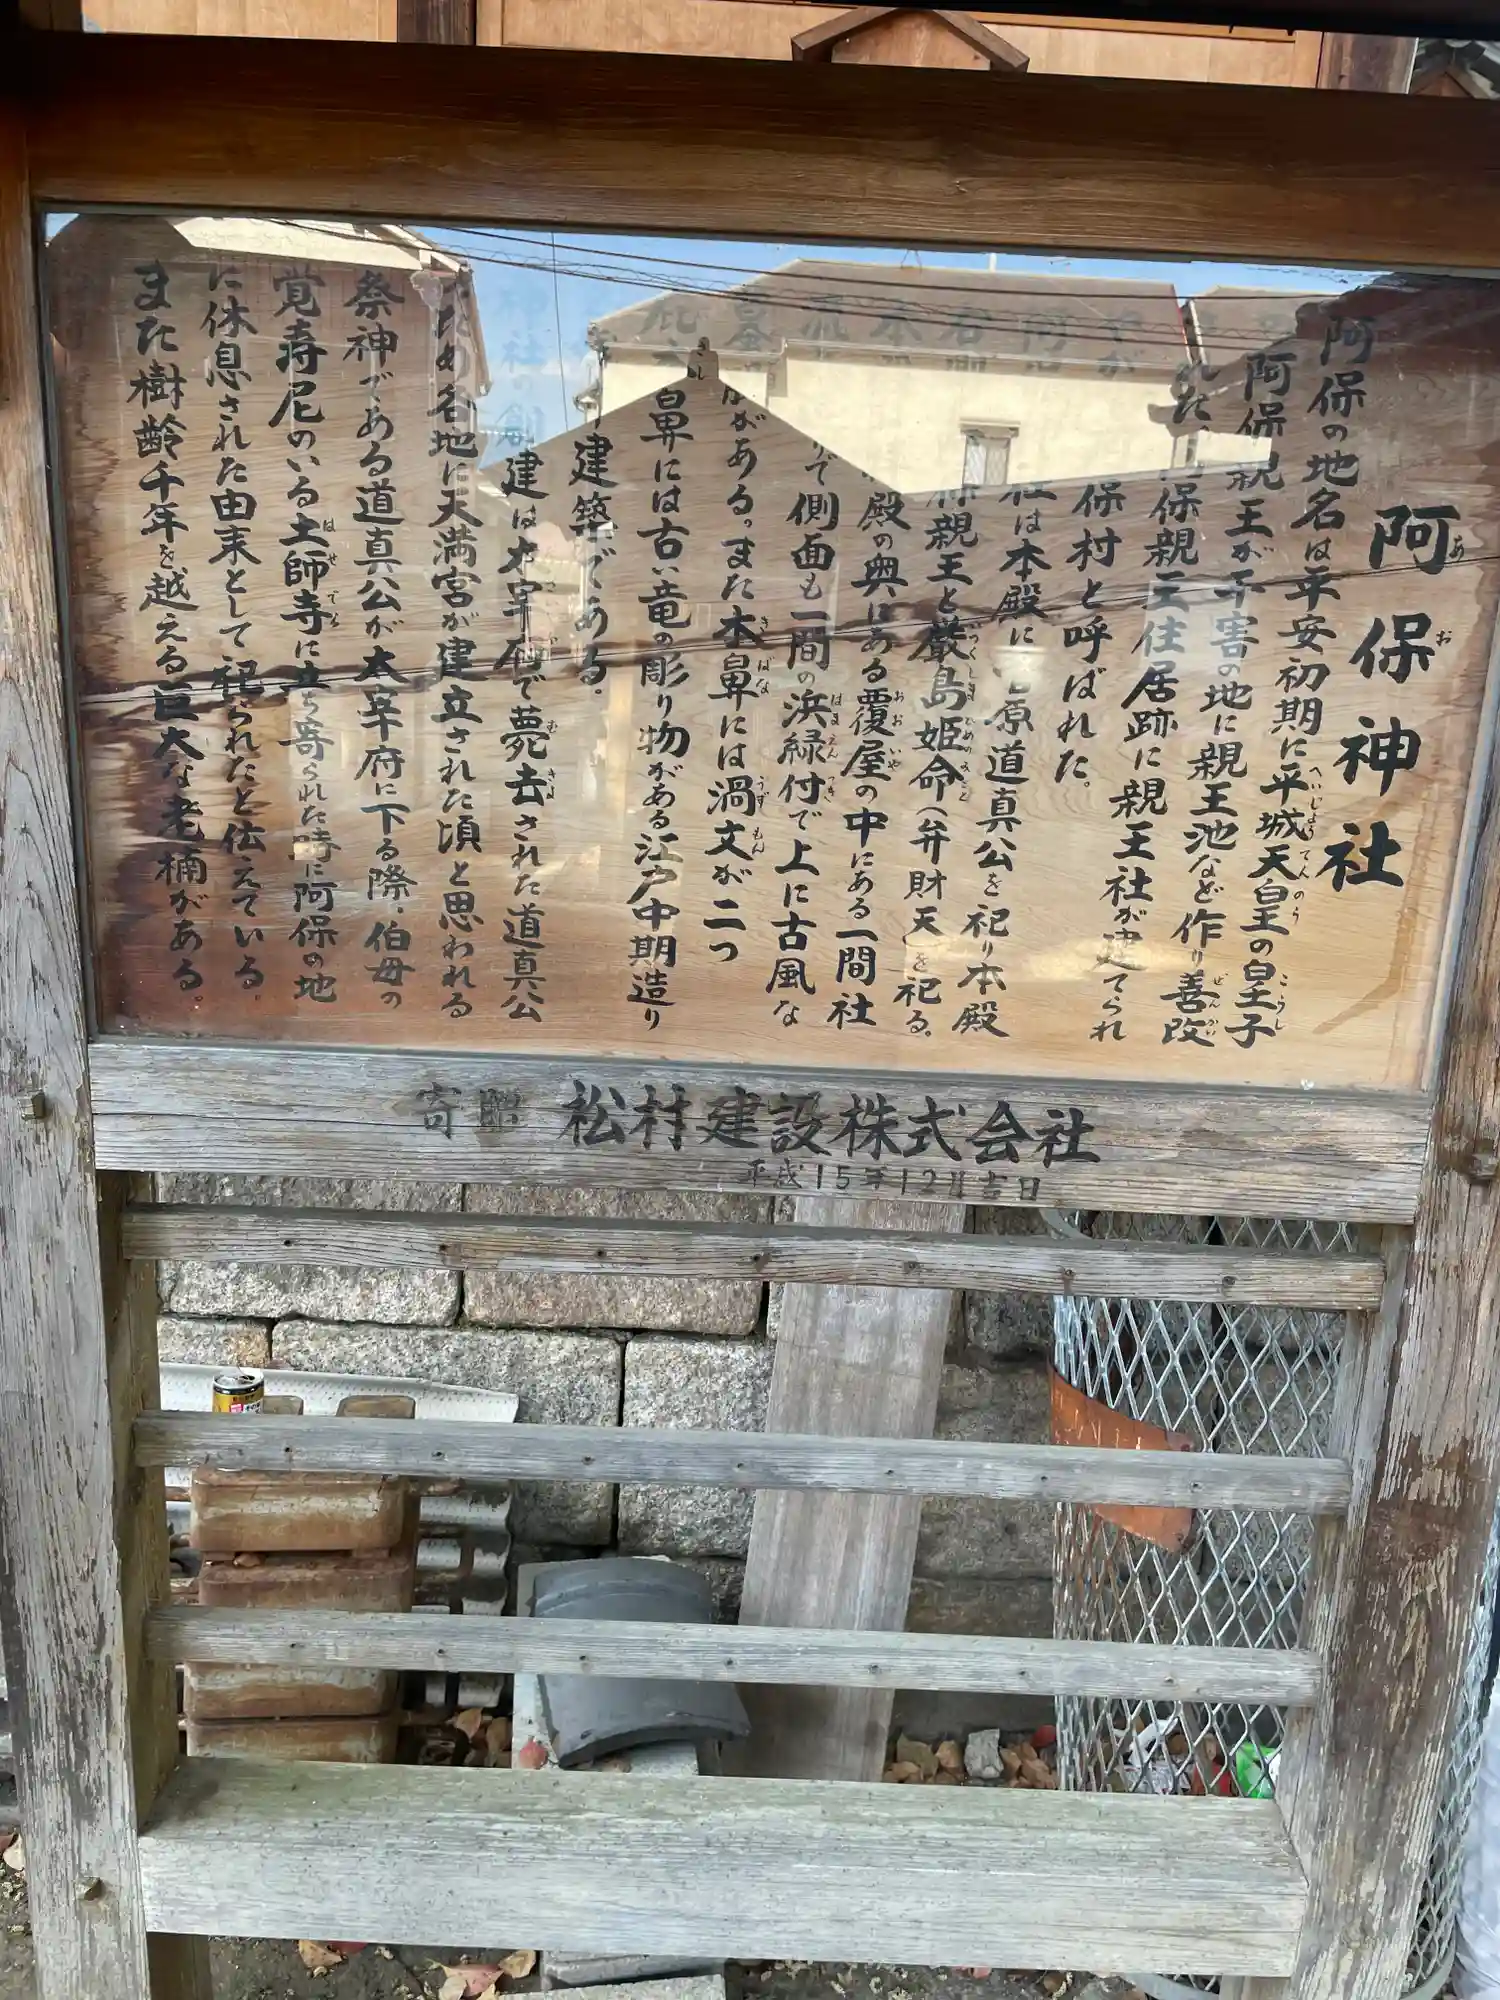 阿保神社
阿保の地名は平安初期に平城天皇の皇子
阿保親王が千害の地に親王池など作り善政
保親王住居跡に親王社が建てられ
保村と呼ばれた。
は本殿に菅原道真公を祀り本殿
親王と厳島姫命(弁財天)を祀る。
殿の奥にある覆屋の中にある一間社
側面も一間の浜縁付で上に古風な
がある。また木鼻には渦文が二つ
鼻には古い竜の彫り物がある江戸中期造り
建築である。
創建は太宰府で薨去された道真公
ため各地に天満宮が建立された頃と思われる
祭神である道真公が太宰府に下る際、伯母の
覚寿尼のいる土師寺に立ち寄られた時に阿保の地
に休息された由来として祀られたと伝えている。
また樹齢千年を越える巨大な老楠がある。
寄贈 松村建設株式会社
平成15年12月吉日